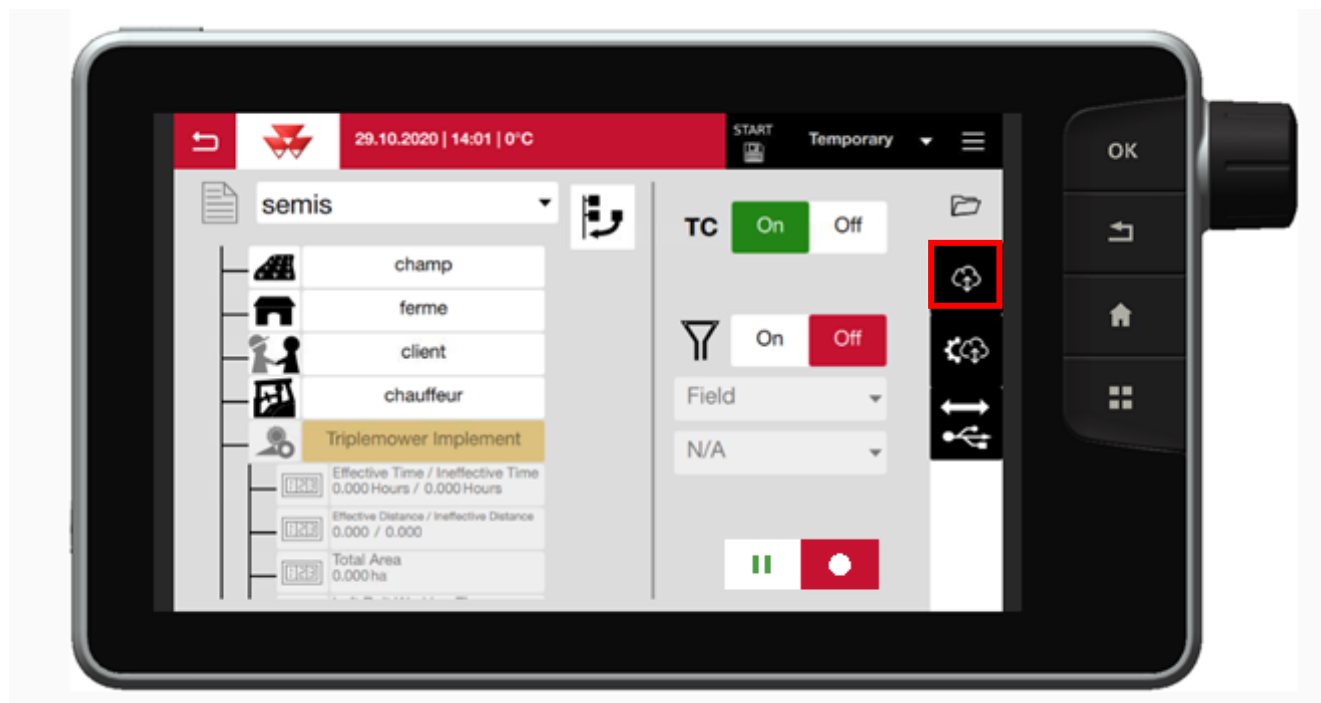 29.10.2020 | 14:01 | 0°C
START
Temporary
semis
champ
ferme
client
chauffeur
Triplemower Implement
Effective Time / Ineffective Time
0.000 Hours / 0.000 Hours
Effective Distance / Ineffective Distance
0.000 / 0.000
Total Area
0.000 ha
TC On Off
On Off
Field
N/A
OK